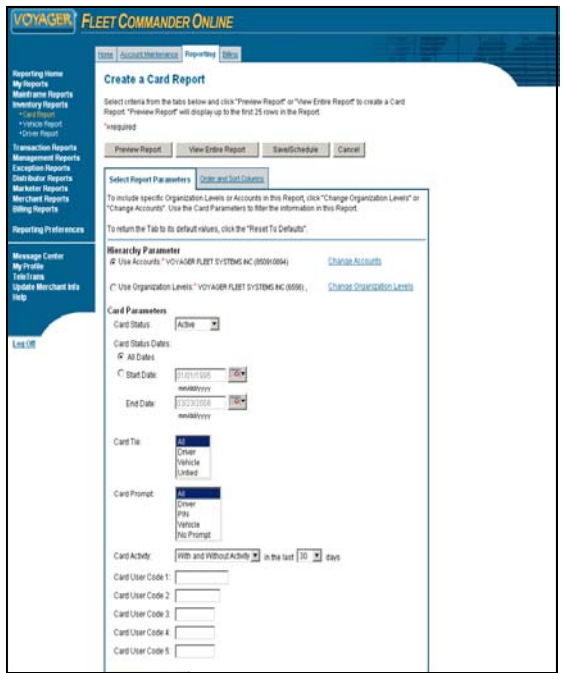 VOYAGER FLEET COMMANDER ONLINE
Home Account Maintenance Reporting Billing
Reporting Home
My Reports
Mainframe Reports
Inventory Reports
•Card Report
•Vehicle Report
•Driver Report
Transaction Reports
Management Reports
Exception Reports
Distributor Reports
Marketer Reports
Merchant Reports
Billing Reports
Reporting Preferences
Message Center
My Profile
TeleTrans
Update Merchant Info
Help
Log Off
Create a Card Report
Select criteria from the tabs below and click "Preview Report" or "View Entire Report" to create a Card
Report. "Preview Report" will display up to the first 25 rows in the Report.
*=required
Preview Report View Entire Report Save/Schedule Cancel
Select Report Parameters Order and Sort Columns
To include specific Organization Levels or Accounts in this Report, click "Change Organization Levels" or
"Change Accounts". Use the Card Parameters to filter the information in this Report.
To return the Tab to its default values, click the "Reset To Defaults".
Hierarchy Parameter
Use Accounts:* VOYAGER FLEET SYSTEMS INC (850910894) Change Accounts
Use Organization Levels:* VOYAGER FLEET SYSTEMS INC (6556) , Change Organization Levels
Card Parameters
Card Status: Active
Card Status Dates:
All Dates
Start Date: 01/01/1995
mm/dd/yyyy
End Date: 03/23/2006
mm/dd/yyyy
Card Tie: All
Driver
Vehicle
Untied
Card Prompt: All
Driver
PIN
Vehicle
No Prompt
Card Activity: With and Without Activity in the last 30 days
Card User Code 1:
Card User Code 2:
Card User Code 3:
Card User Code 4:
Card User Code 5: